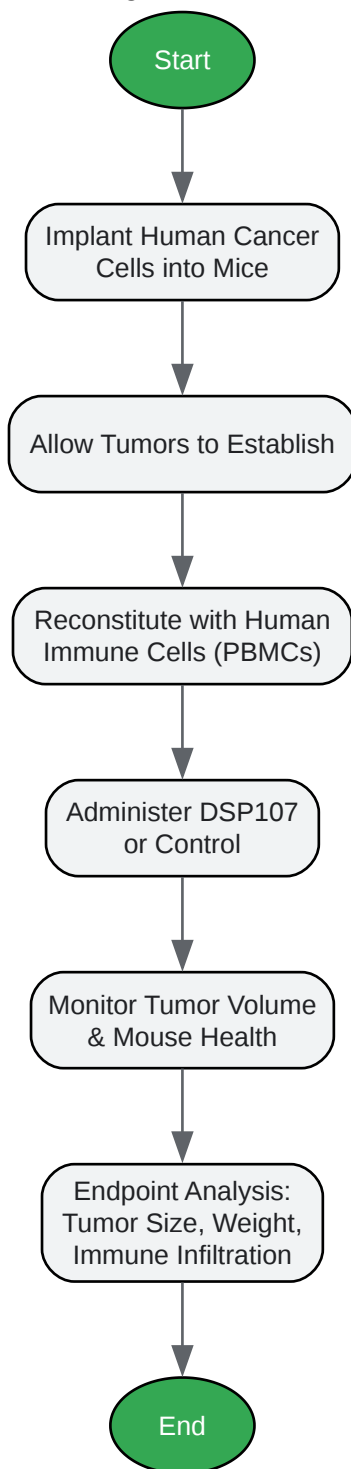 Start
Implant Human Cancer
Cells into Mice
Allow Tumors to Establish
Reconstitute with Human
Immune Cells (PBMCs)
Administer DSP107
or Control
Monitor Tumor Volume
& Mouse Health
Endpoint Analysis:
Tumor Size, Weight,
Immune Infiltration
End